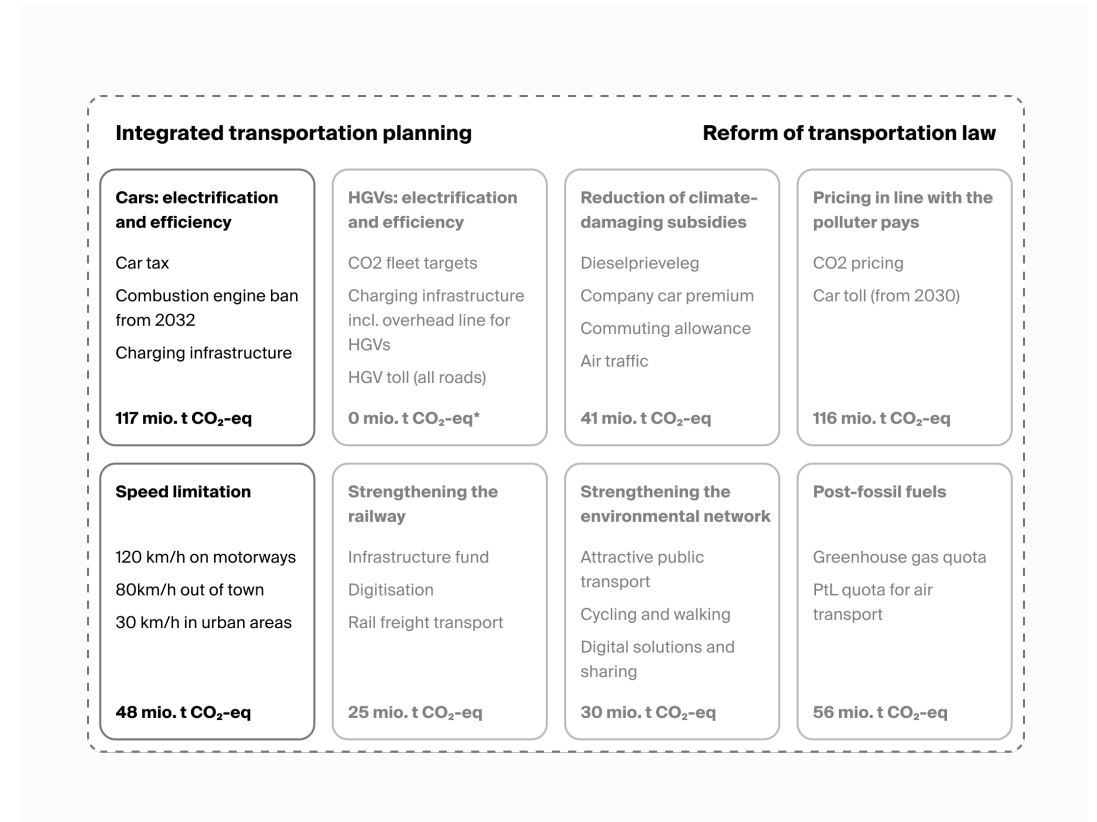 Integrated transportation planning
Reform of transportation law
Cars: electrification
and efficiency
Car tax
Combustion engine ban
from 2032
Charging infrastructure
117 mio. t CO₂-eq
HGVs: electrification
and efficiency
CO2 fleet targets
Charging infrastructure
incl. overhead line for
HGVs
HGV toll (all roads)
0 mio. t CO₂-eq*
Reduction of climate-
damaging subsidies
Dieselprieveleg
Company car premium
Commuting allowance
Air traffic
41 mio. t CO₂-eq
Pricing in line with the
polluter pays
CO2 pricing
Car toll (from 2030)
116 mio. t CO₂-eq
Speed limitation
120 km/h on motorways
80km/h out of town
30 km/h in urban areas
48 mio. t CO₂-eq
Strengthening the
railway
Infrastructure fund
Digitisation
Rail freight transport
25 mio. t CO₂-eq
Strengthening the
environmental network
Attractive public
transport
Cycling and walking
Digital solutions and
sharing
30 mio. t CO₂-eq
Post-fossil fuels
Greenhouse gas quota
PtL quota for air
transport
56 mio. t CO₂-eq